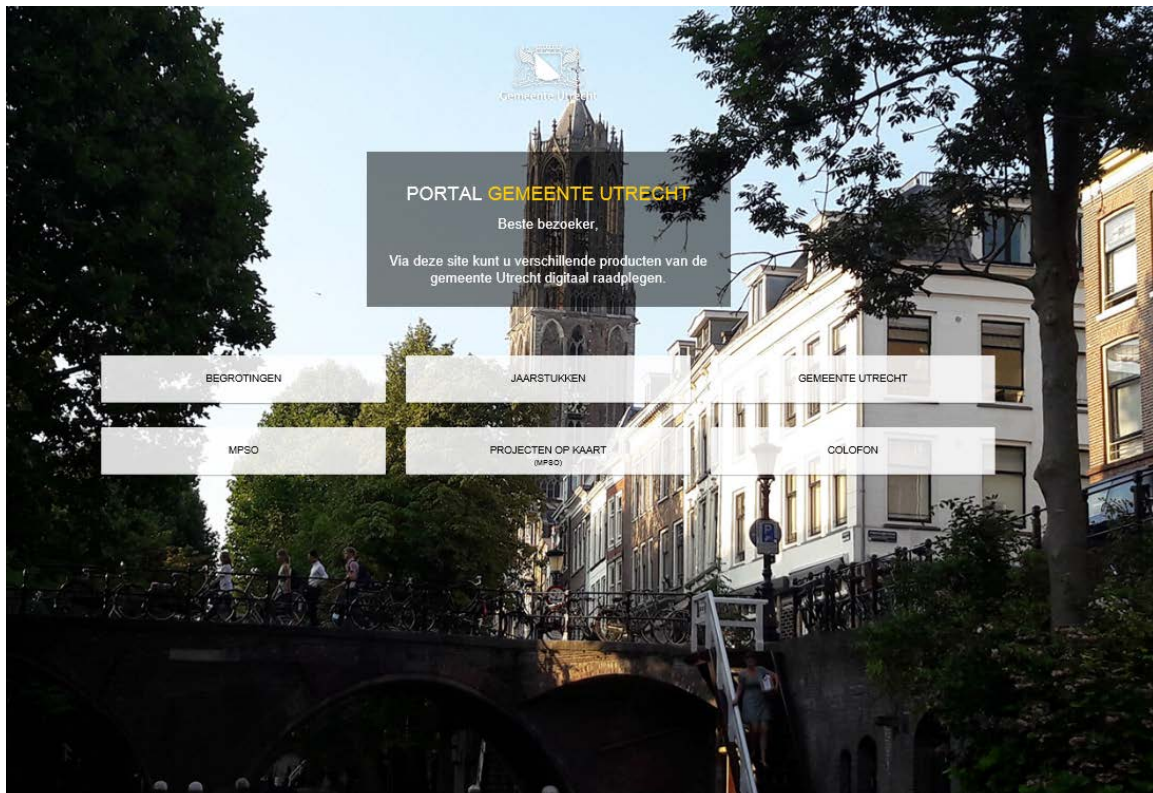 Gemeente Utrecht
PORTAL GEMEENTE UTRECHT
Beste bezoeker,
Via deze site kunt u verschillende producten van de
gemeente Utrecht digitaal raadplegen.
BEGROTINGEN
JAARSTUKKEN
GEMEENTE UTRECHT
MPSO
PROJECTEN OP KAART
(MPSO)
COLOFON
P